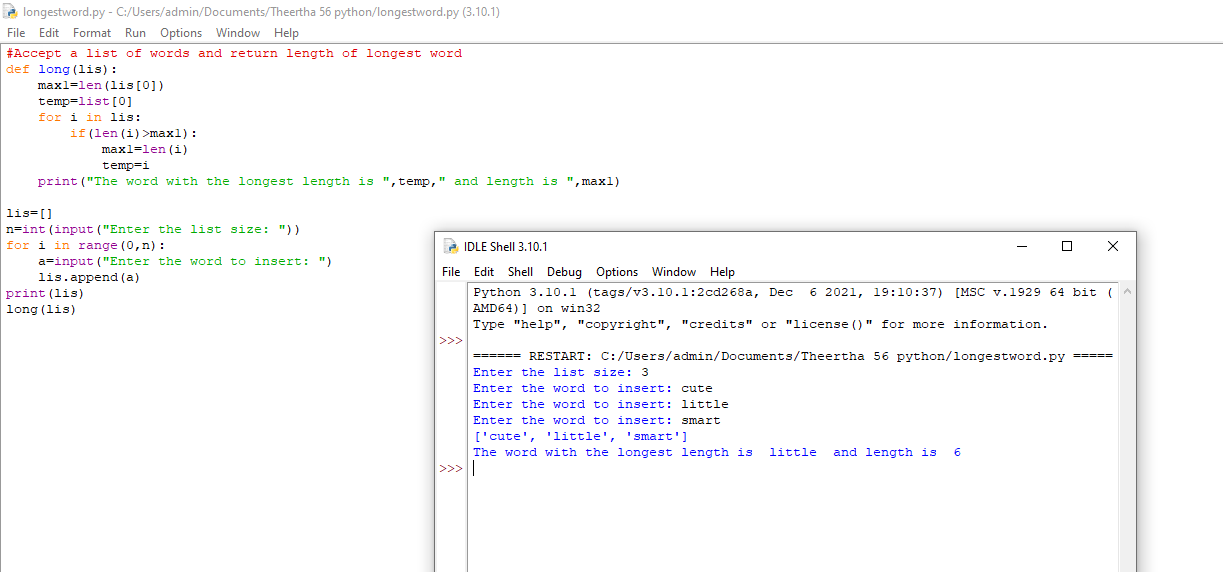 longestword.py - C:/Users/admin/Documents/Theertha 56 python/longestword.py (3.10.1)
File Edit Format Run Options Window Help
#Accept a list of words and return length of longest word
def long(lis):
    max1=len(lis[0])
    temp=list[0]
    for i in lis:
        if(len(i)>max1):
            max1=len(i)
            temp=i
    print("The word with the longest length is ",temp," and length is ",max1)
lis=[]
n=int(input("Enter the list size: "))
for i in range(0,n):
    a=input("Enter the word to insert: ")
    lis.append(a)
print(lis)
long(lis)
IDLE Shell 3.10.1
File Edit Shell Debug Options Window Help
Python 3.10.1 (tags/v3.10.1:2cd268a, Dec  6 2021, 19:10:37) [MSC v.1929 64 bit (
AMD64)] on win32
Type "help", "copyright", "credits" or "license()" for more information.
>>>
====== RESTART: C:/Users/admin/Documents/Theertha 56 python/longestword.py =====
Enter the list size: 3
Enter the word to insert: cute
Enter the word to insert: little
Enter the word to insert: smart
['cute', 'little', 'smart']
The word with the longest length is  little  and length is  6
>>>